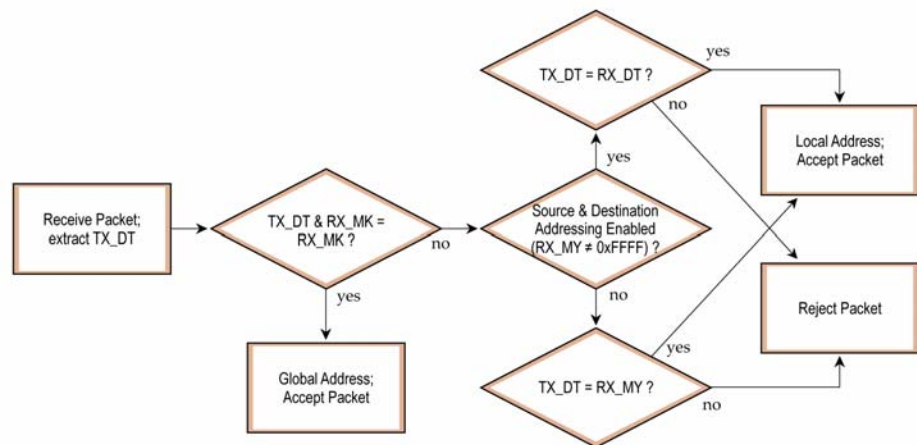 yes
TX_DT = RX_DT ?
no
Local Address;
Accept Packet
yes
Receive Packet;
extract TX_DT
TX_DT & RX_MK =
RX_MK ?
no
Source & Destination
Addressing Enabled
(RX_MY ≠ 0xFFFF) ?
yes
no
Reject Packet
Global Address;
Accept Packet
yes
TX_DT = RX_MY ?
no